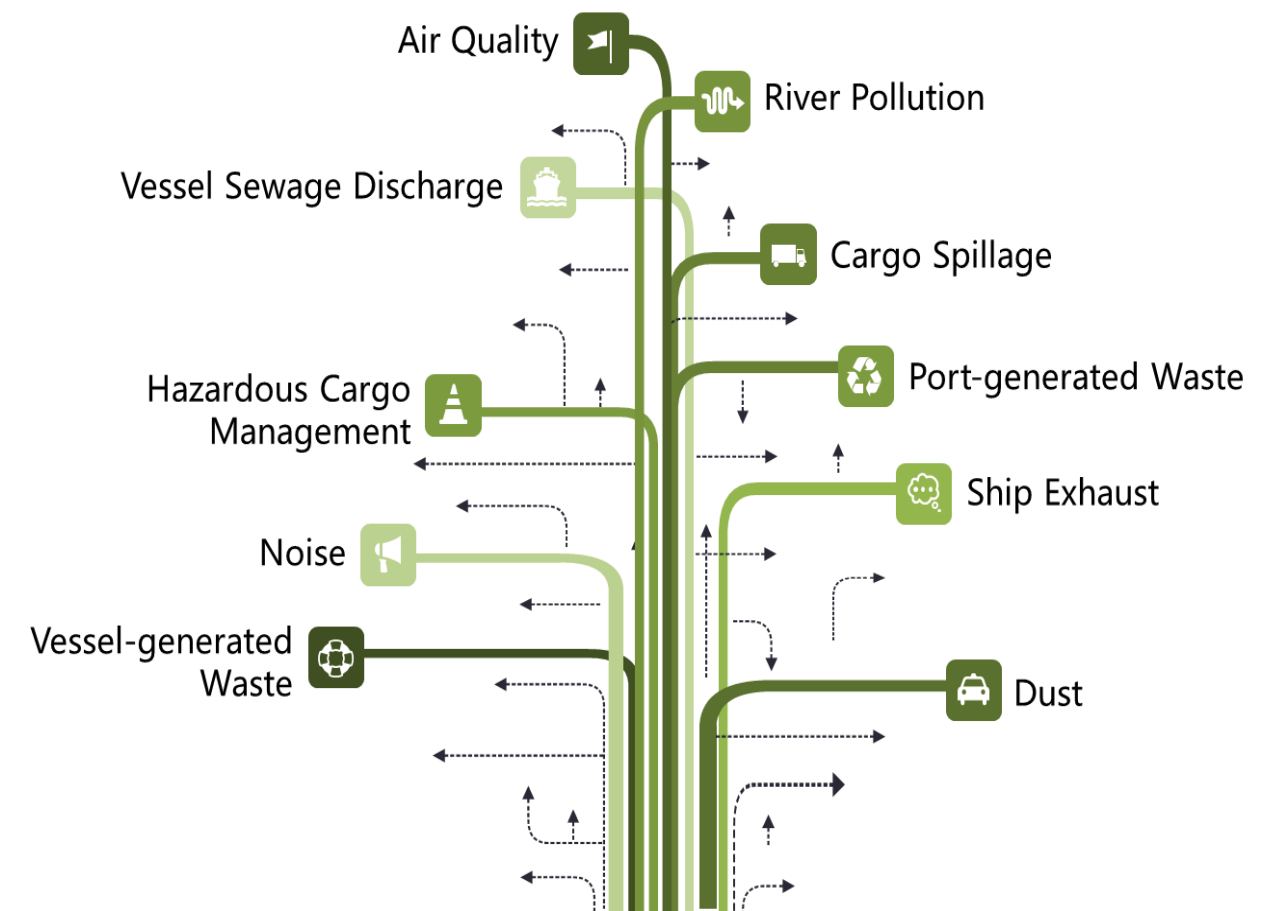 Air Quality
River Pollution
Vessel Sewage Discharge
Cargo Spillage
Port-generated Waste
Hazardous Cargo
Management
Ship Exhaust
Noise
Vessel-generated
Waste
Dust